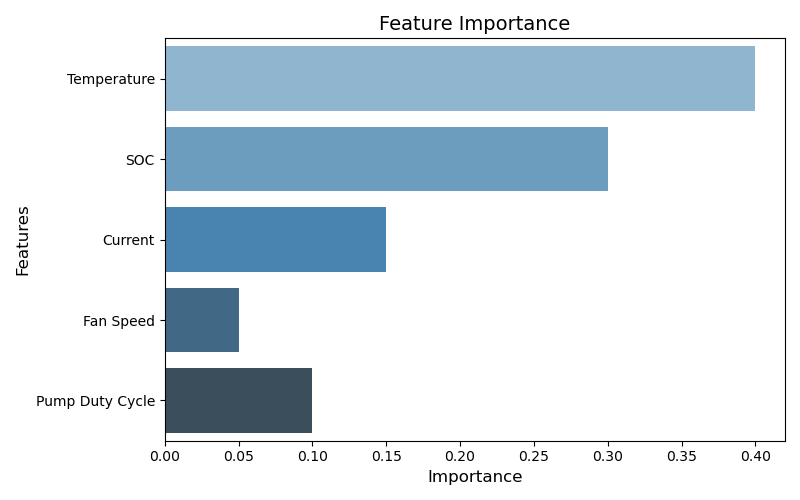 Feature Importance
Features
Temperature
SOC
Current
Fan Speed
Pump Duty Cycle
0.00 0.05 0.10 0.15 0.20 0.25 0.30 0.35 0.40
Importance